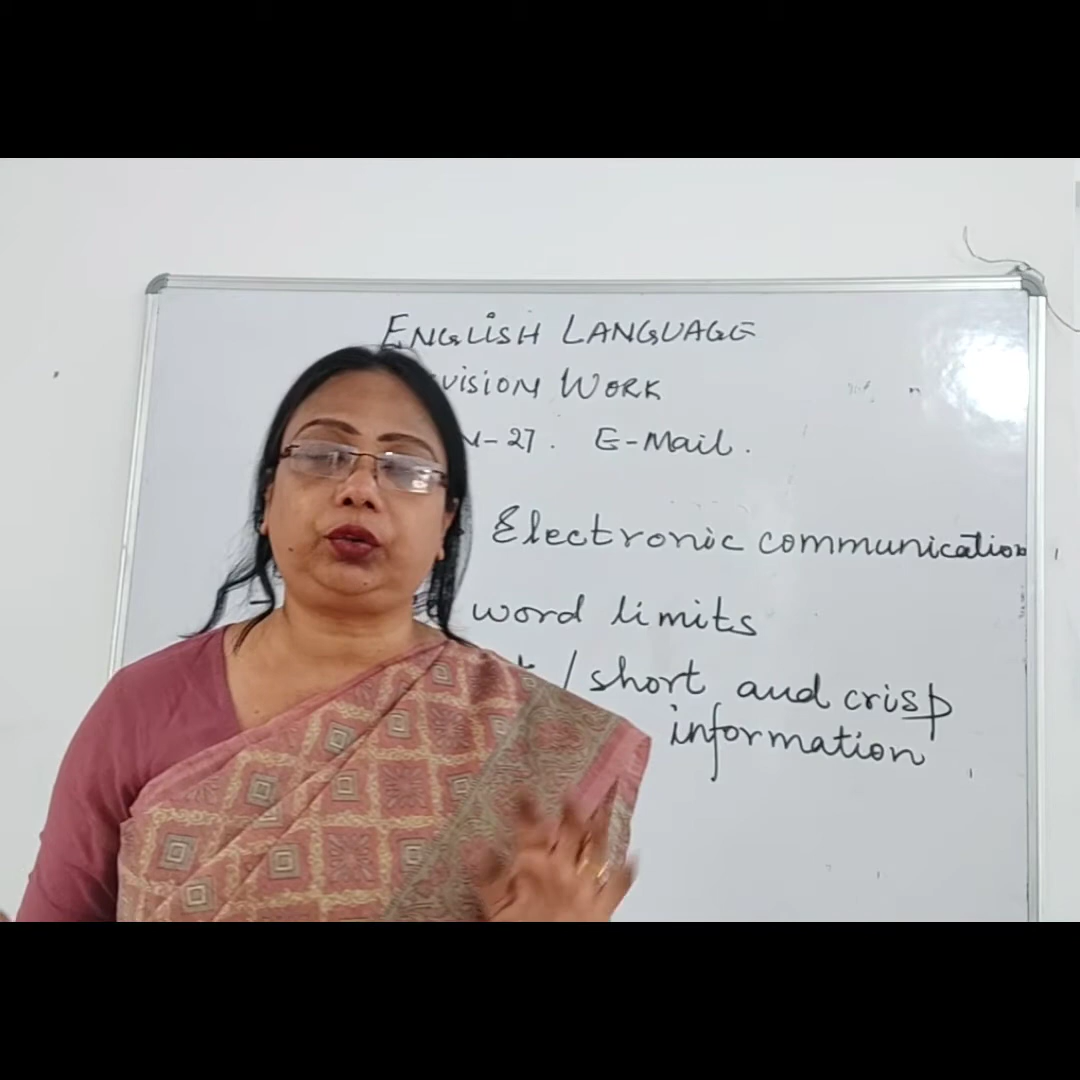 ENGLISH LANGUAGE
VISION WORK
N-27. E-Mail.
Electronic communication
word limits
/ short and crisp
information